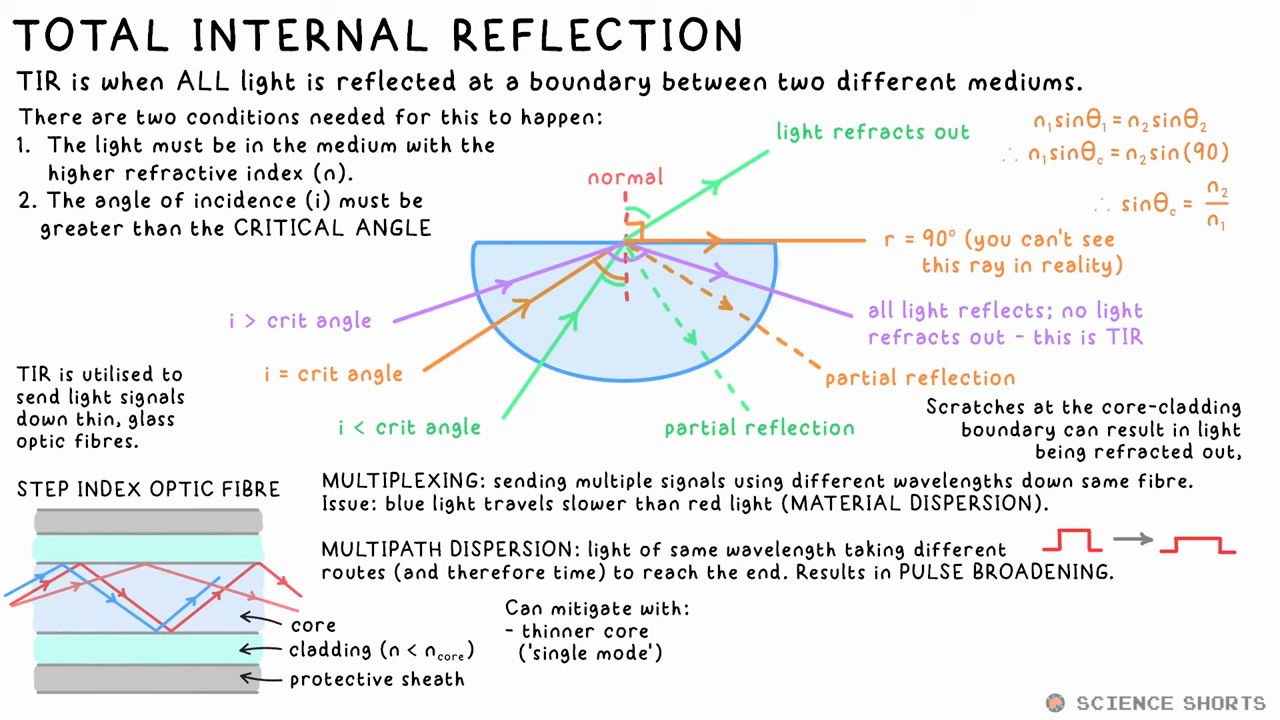 TOTAL INTERNAL REFLECTION
TIR is when ALL light is reflected at a boundary between two different mediums.
There are two conditions needed for this to happen:
1. The light must be in the medium with the
higher refractive index (n).
2. The angle of incidence (i) must be
greater than the CRITICAL ANGLE
light refracts out
n₁sinθ₁ = n₂sinθ₂
∴ n₁sinθc = n₂sin(90)
∴ sinθc = n₂/n₁
normal
r = 90° (you can't see
this ray in reality)
i > crit angle
all light reflects; no light
refracts out - this is TIR
i = crit angle
partial reflection
i < crit angle
partial reflection
TIR is utilised to
send light signals
down thin, glass
optic fibres.
Scratches at the core-cladding
boundary can result in light
being refracted out,
STEP INDEX OPTIC FIBRE
MULTIPLEXING: sending multiple signals using different wavelengths down same fibre.
Issue: blue light travels slower than red light (MATERIAL DISPERSION).
MULTIPATH DISPERSION: light of same wavelength taking different
routes (and therefore time) to reach the end. Results in PULSE BROADENING.
Can mitigate with:
- thinner core
('single mode')
core
cladding (n < ncore)
protective sheath
SCIENCE SHORTS